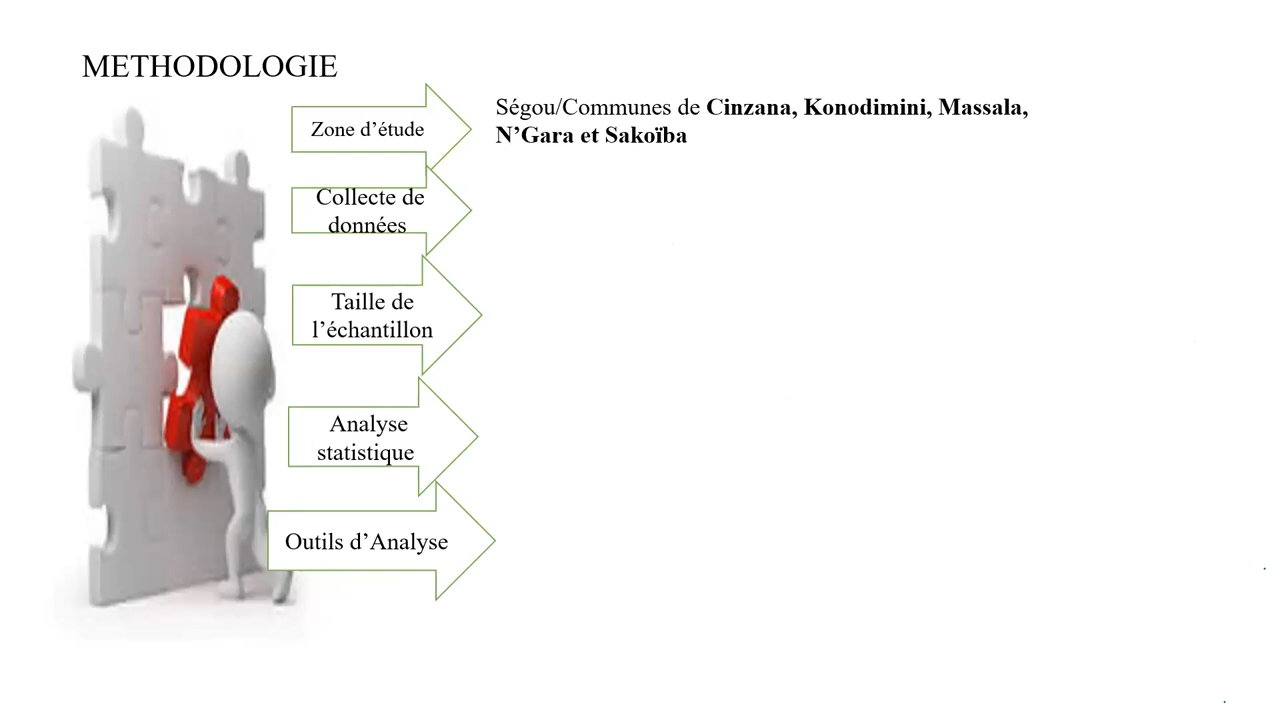 METHODOLOGIE
Zone d’étude
Ségou/Communes de Cinzana, Konodimini, Massala,
N’Gara et Sakoïba
Collecte de
données
Taille de
l’échantillon
Analyse
statistique
Outils d’Analyse